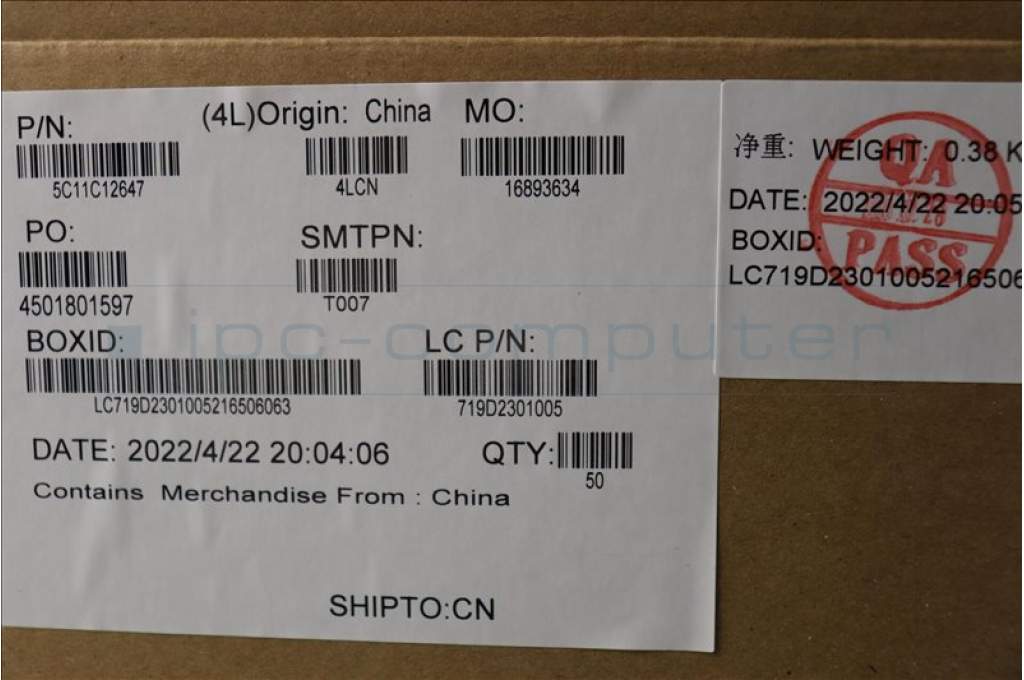 P/N: (4L)Origin: China MO:
5C11C12647 4LCN 16893634
PO: SMTPN:
4501801597 T007
BOXID: LC P/N:
LC719D2301005216506063 719D2301005
DATE: 2022/4/22 20:04:06 QTY:
50
Contains Merchandise From : China
SHIPTO:CN
净重: WEIGHT: 0.38 K
DATE: 2022/4/22 20:05
BOXID:
LC719D2301005216506
QA
PASS
ipc-computer